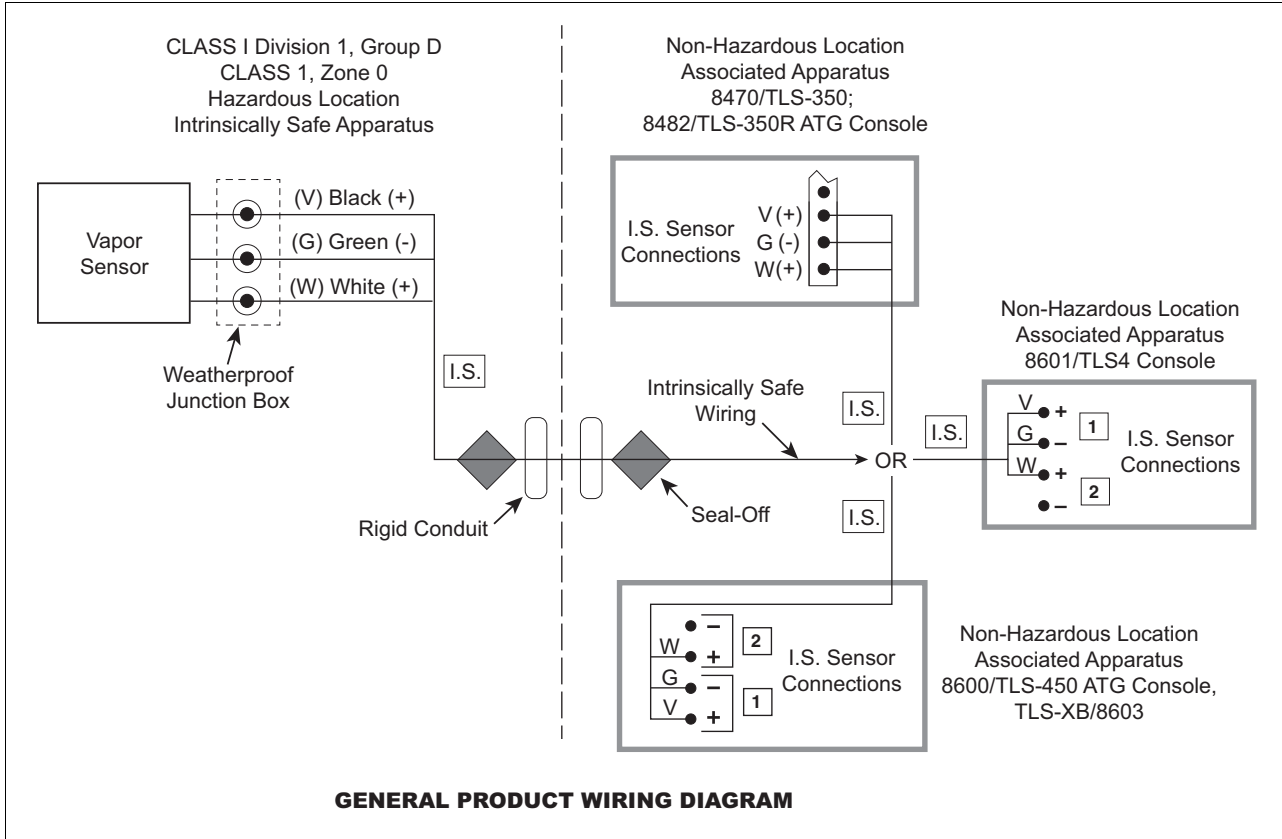 CLASS I Division 1, Group D
CLASS 1, Zone 0
Hazardous Location
Intrinsically Safe Apparatus
Non-Hazardous Location
Associated Apparatus
8470/TLS-350;
8482/TLS-350R ATG Console
Vapor
Sensor
(V) Black (+)
(G) Green (-)
(W) White (+)
Weatherproof
Junction Box
I.S.
I.S. Sensor
Connections
V (+)
G (-)
W(+)
Non-Hazardous Location
Associated Apparatus
8601/TLS4 Console
Intrinsically Safe
Wiring
I.S.
OR
I.S.
I.S.
V +
G –
W +
–
1
2
I.S. Sensor
Connections
Rigid Conduit
Seal-Off
–
W +
G –
V +
2
1
I.S. Sensor
Connections
Non-Hazardous Location
Associated Apparatus
8600/TLS-450 ATG Console,
TLS-XB/8603
GENERAL PRODUCT WIRING DIAGRAM